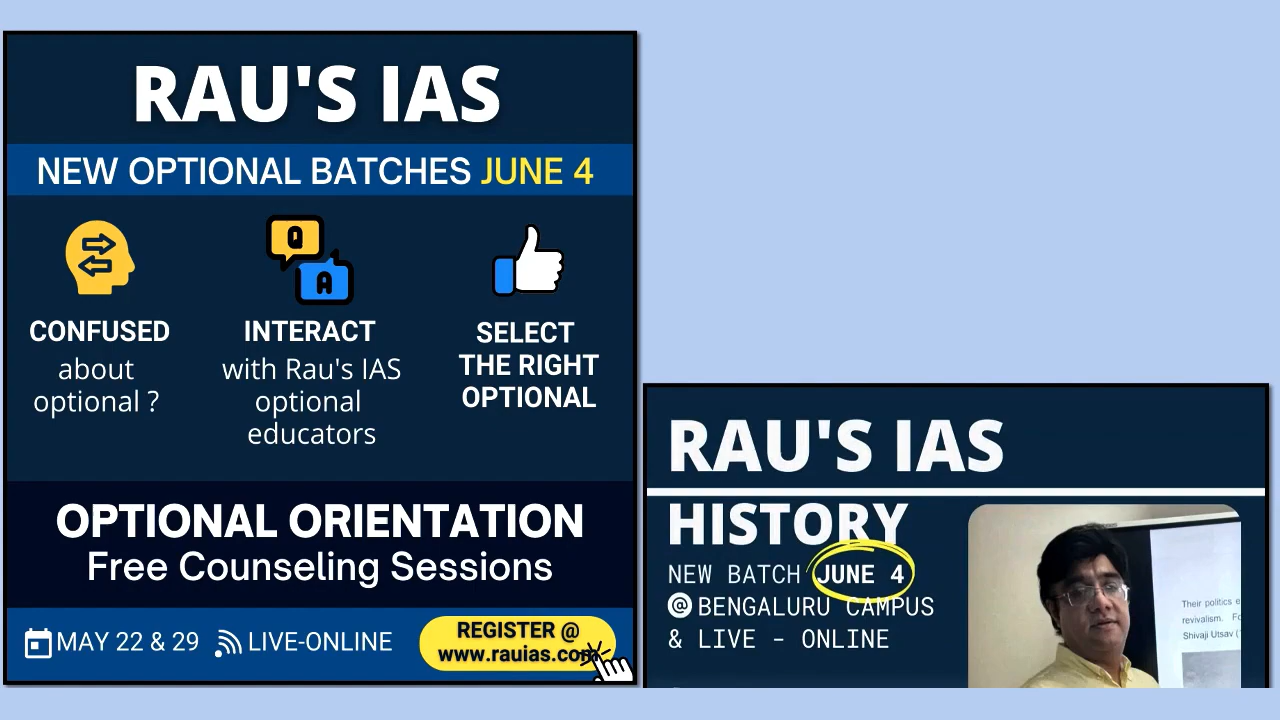 RAU'S IAS
NEW OPTIONAL BATCHES JUNE 4
Q
A
CONFUSED
about
optional ?
INTERACT
with Rau's IAS
optional
educators
SELECT
THE RIGHT
OPTIONAL
OPTIONAL ORIENTATION
Free Counseling Sessions
MAY 22 & 29
LIVE-ONLINE
REGISTER @
www.rauias.com
RAU'S IAS
HISTORY
NEW BATCH JUNE 4
@ BENGALURU CAMPUS
& LIVE - ONLINE
Their politics
revivalism.
Shivaji Utsav